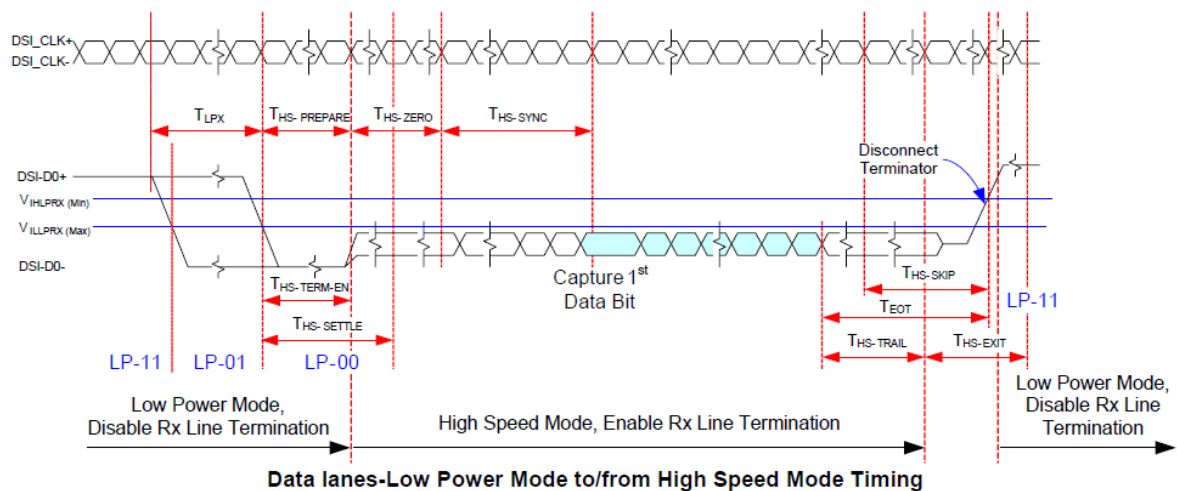 DSI_CLK+
DSI_CLK-
TLPX
THS- PREPARE
THS- ZERO
THS- SYNC
Disconnect
Terminator
DSI-D0+
VIHLPRX (Min)
VILLPRX (Max)
DSI-D0-
Capture 1st
Data Bit
THS-SKIP
THS-TERM-EN
TEOT
LP-11
THS- SETTLE
THS-TRAIL
THS-EXIT
LP-11
LP-01
LP-00
Low Power Mode,
Disable Rx Line Termination
High Speed Mode, Enable Rx Line Termination
Low Power Mode,
Disable Rx Line
Termination
Data lanes-Low Power Mode to/from High Speed Mode Timing